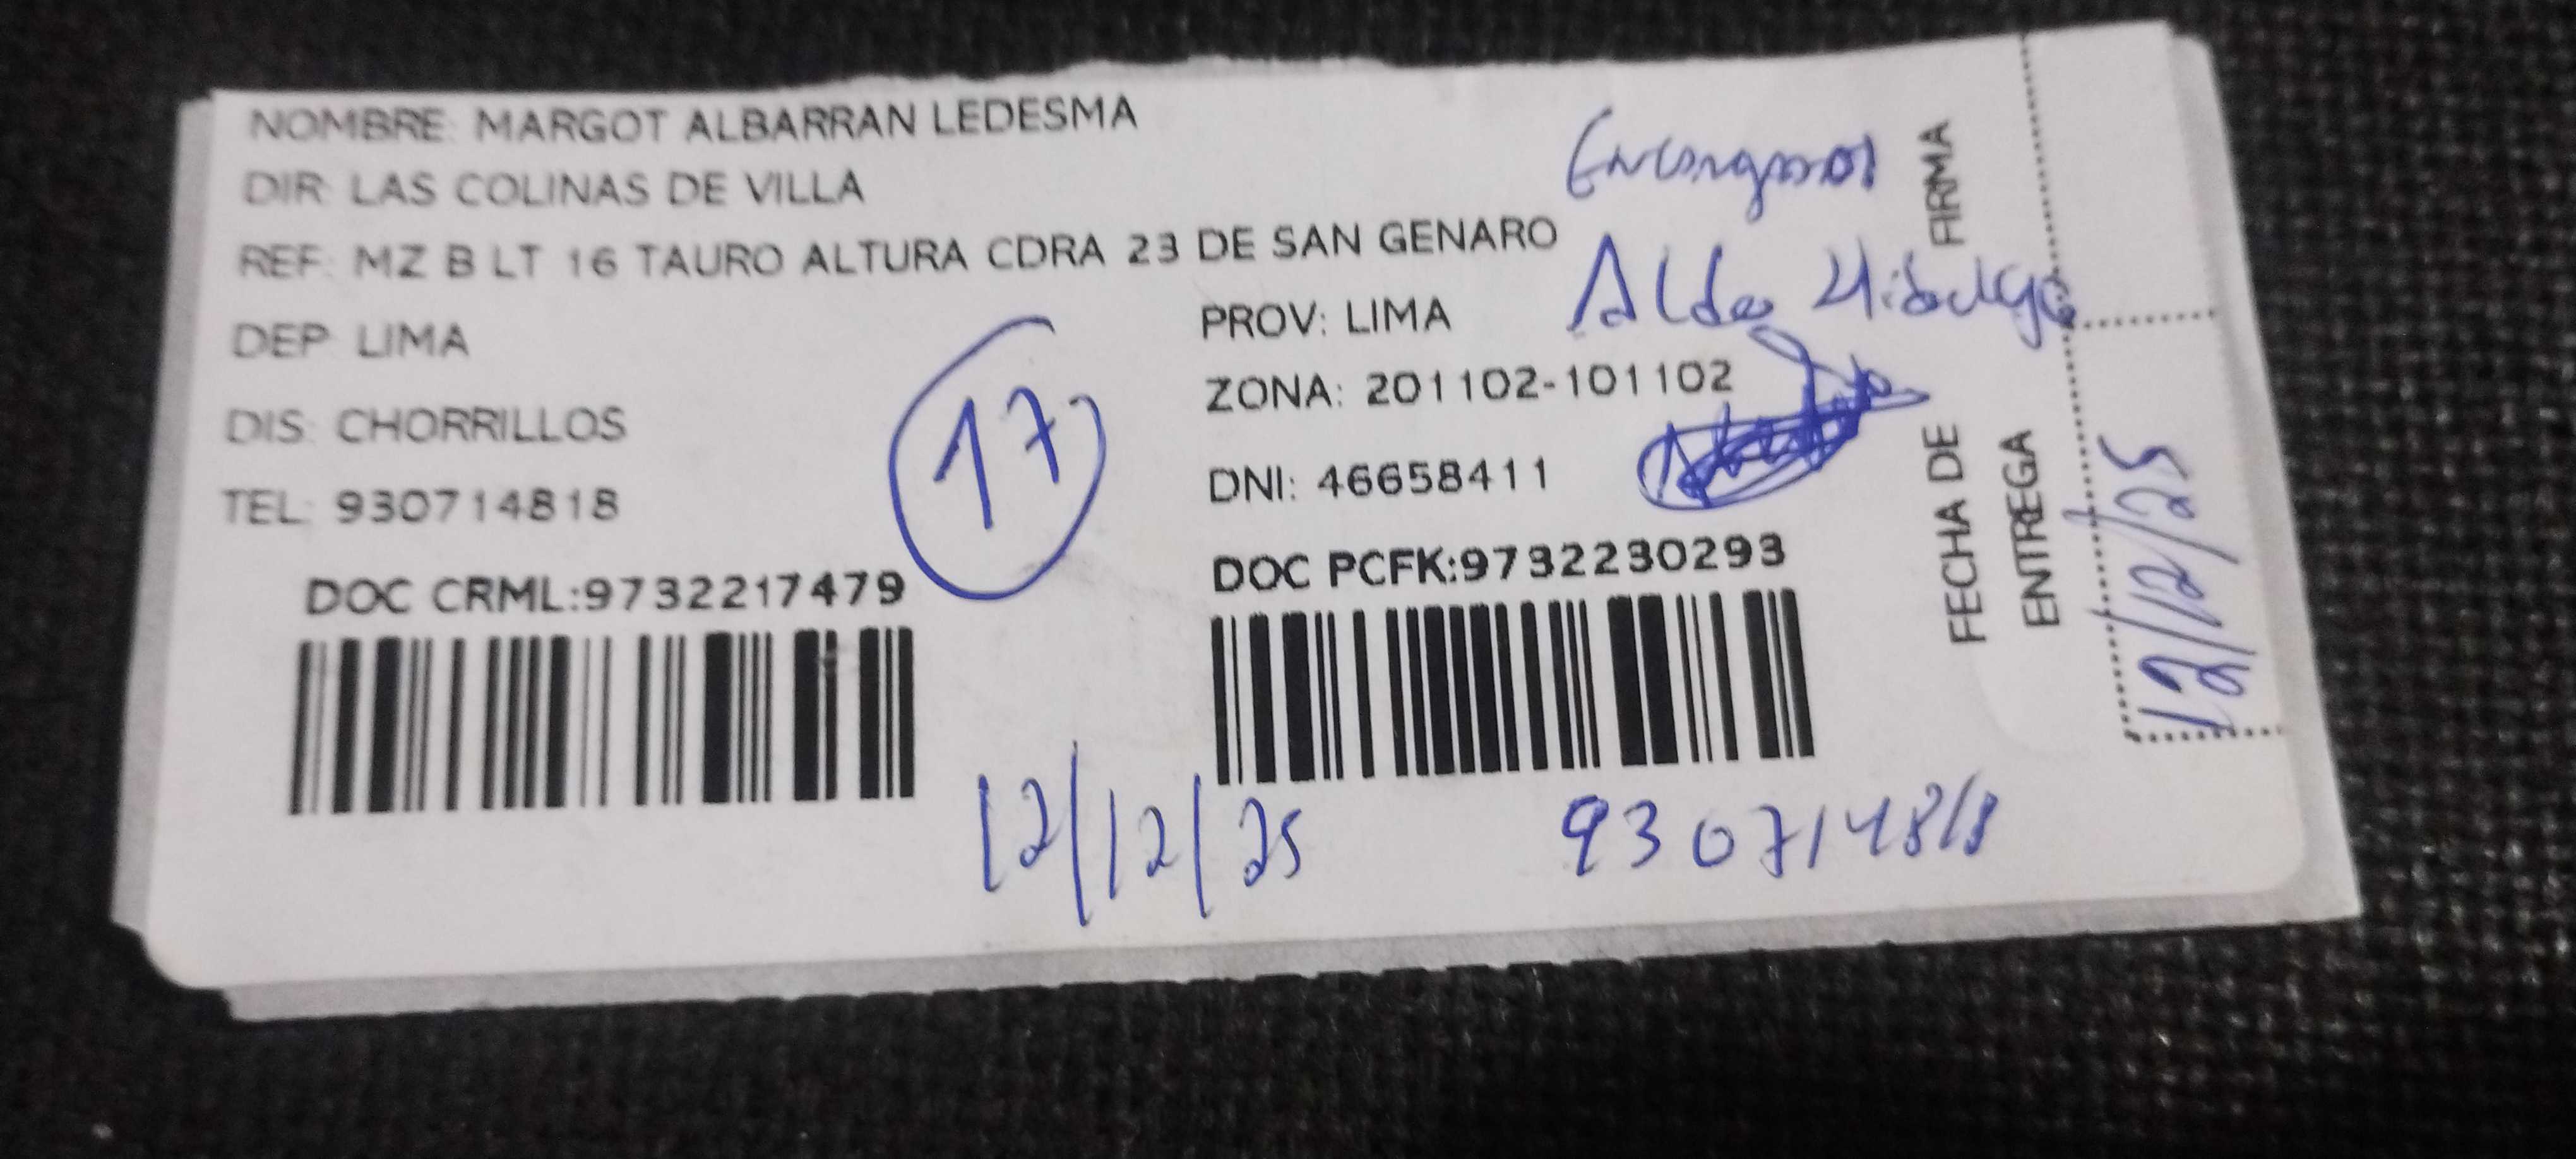 NOMBRE: MARGOT ALBARRAN LEDESMA
DIR: LAS COLINAS DE VILLA
REF: MZ B LT 16 TAURO ALTURA CDRA 23 DE SAN GENARO
DEP: LIMA
PROV: LIMA
DIS: CHORRILLOS
ZONA: 201102-101102
TEL: 930714818
DNI: 46658411
17
DOC CRML:9732217479
DOC PCFK:9732230293
Aldo
FIRMA
FECHA DE
ENTREGA
12/12/25
12/12/25
930714818